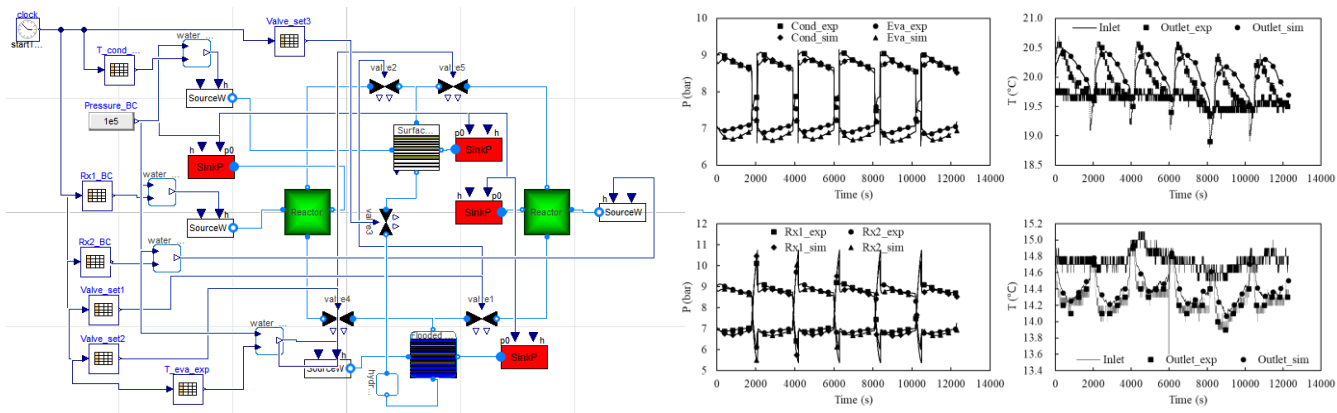 clock
start1...
T_cond_...
water_...
SourceW
Pressure_BC
1e5
h
p0
SinkP
Rx1_BC
water_...
h
SourceW
Rx2_BC
water_...
Valve_set1
Valve_set2
T_eva_exp
water_...
h
SourceW
Valve_set3
valve2
valve5
Surfac...
p0
h
SinkP
h
p0
SinkP
Reactor
valve3
Reactor
h
SourceW
valve4
valve1
Flooded...
hydr...
p0
h
SinkP
P (bar)
10
9
8
7
6
Cond_exp
Eva_exp
Cond_sim
Eva_sim
0
2000
4000
6000
8000
10000
12000
14000
Time (s)
T (°C)
21.0
20.5
20.0
19.5
19.0
18.5
Inlet
Outlet_exp
Outlet_sim
0
2000
4000
6000
8000
10000
12000
14000
Time (s)
P (bar)
12
11
10
9
8
7
6
5
Rx1_exp
Rx2_exp
Rx1_sim
Rx2_sim
0
2000
4000
6000
8000
10000
12000
14000
Time (s)
T (°C)
15.2
15.0
14.8
14.6
14.4
14.2
14.0
13.8
13.6
13.4
Inlet
Outlet_exp
Outlet_sim
0
2000
4000
6000
8000
10000
12000
14000
Time (s)